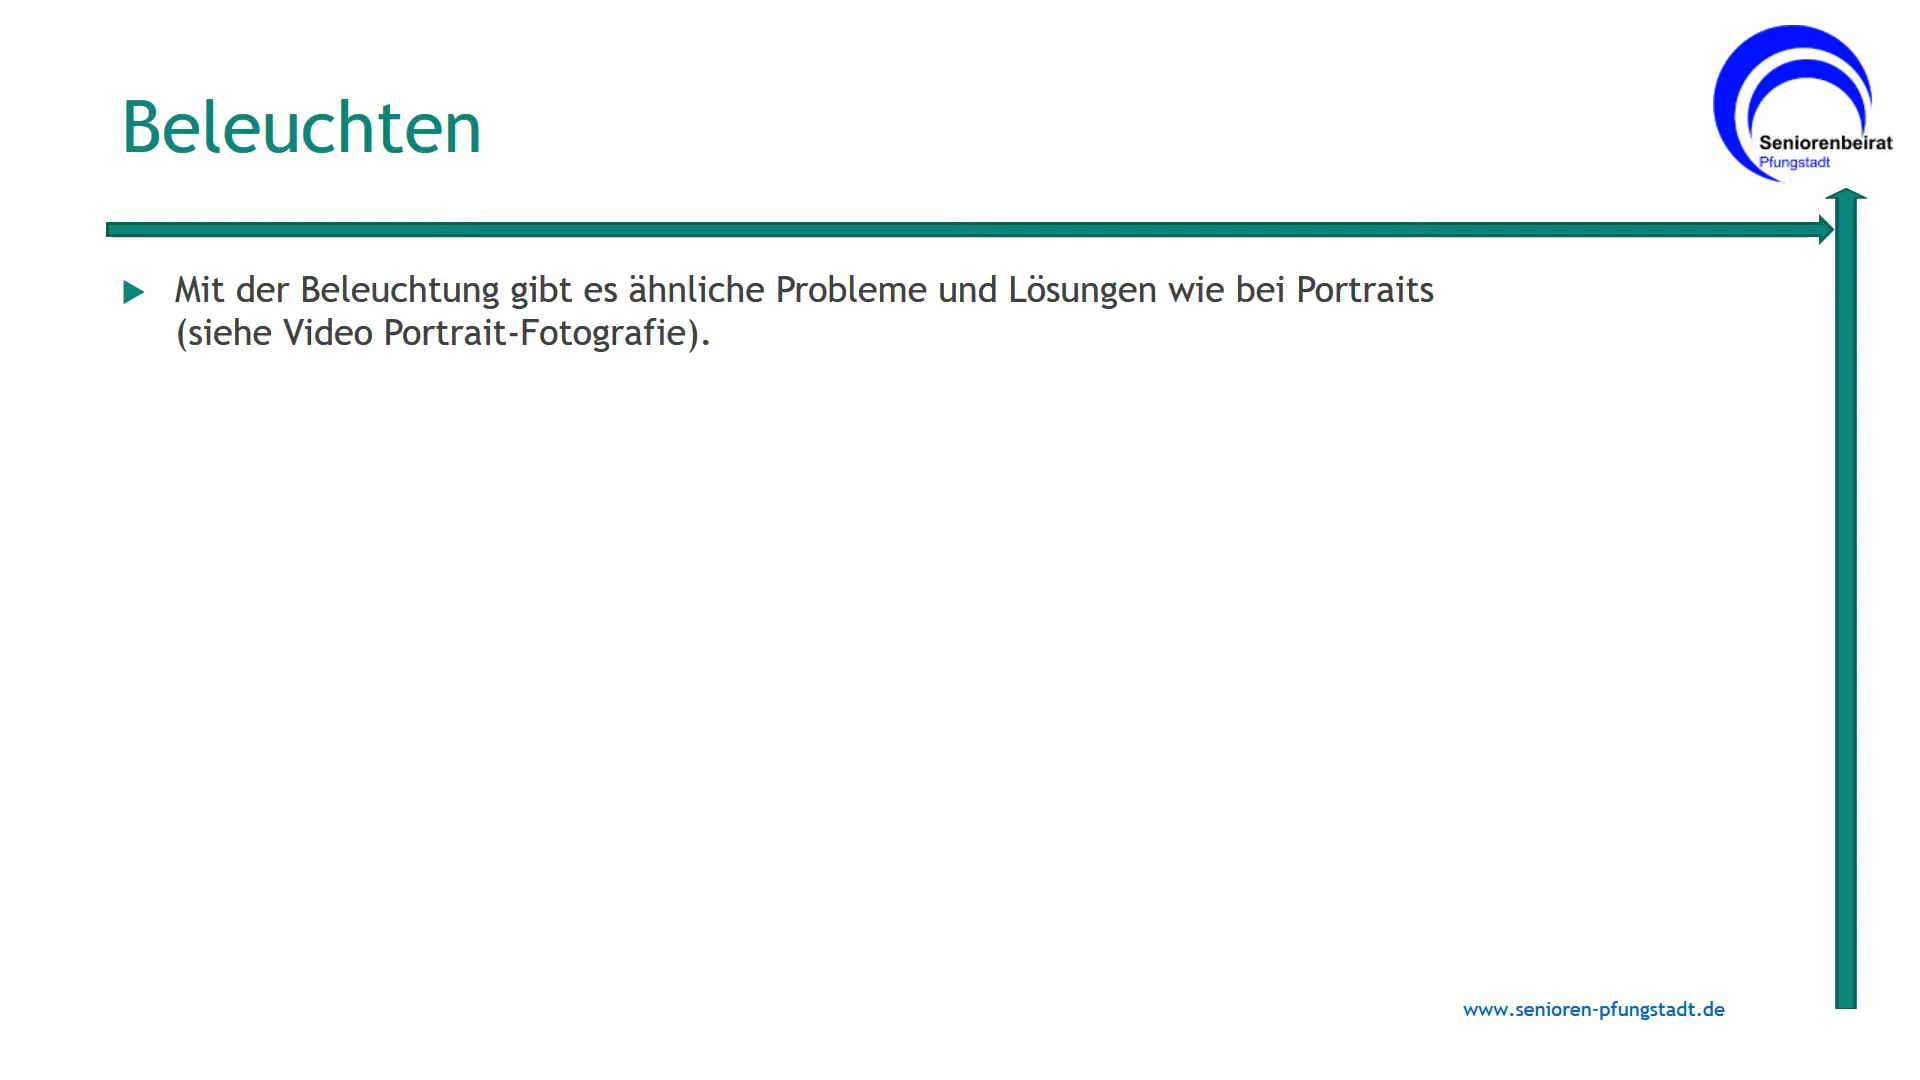 Beleuchten
Seniorenbeirat
Pfungstadt
Mit der Beleuchtung gibt es ähnliche Probleme und Lösungen wie bei Portraits
(siehe Video Portrait-Fotografie).
www.senioren-pfungstadt.de